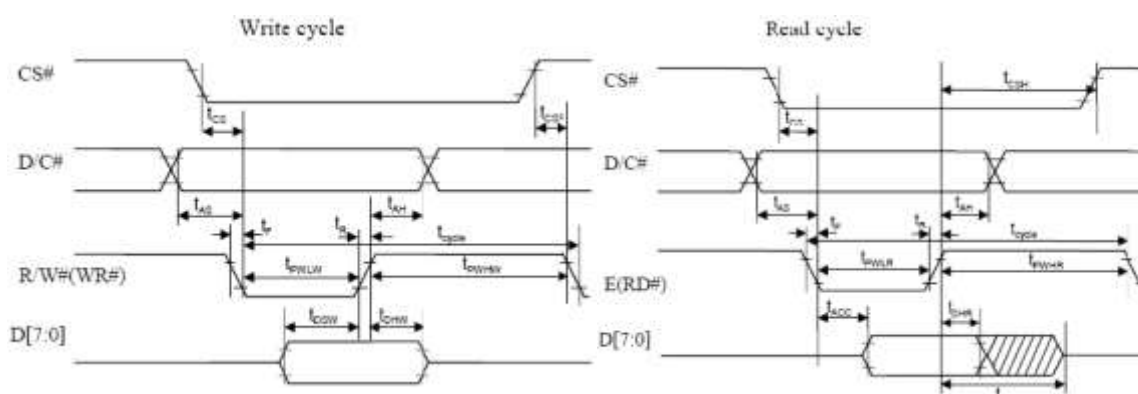 Write cycle
CS#
tCS
tCSF
D/C#
tAS
tAH
tF
tR
tcycle
R/W#(WR#)
tPWLW
tPWHW
D[7:0]
tDSW
tDHW
Read cycle
CS#
tCSH
tCS
D/C#
tAS
tAH
tF
tR
tcycle
E(RD#)
tPWLR
tPWHR
tACC
tDHR
D[7:0]